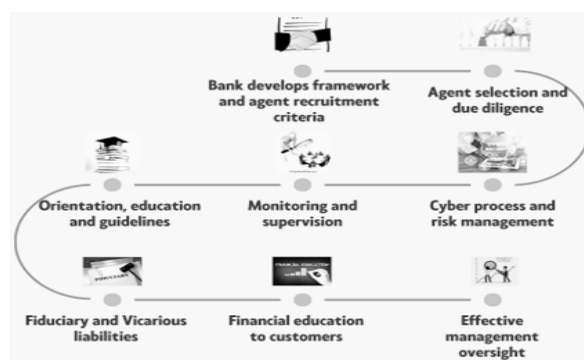 Bank develops framework
and agent recruitment
criteria
Agent selection and
due diligence
Cyber process and
risk management
Monitoring and
supervision
Orientation, education
and guidelines
Fiduciary and Vicarious
liabilities
Financial education
to customers
Effective
management
oversight